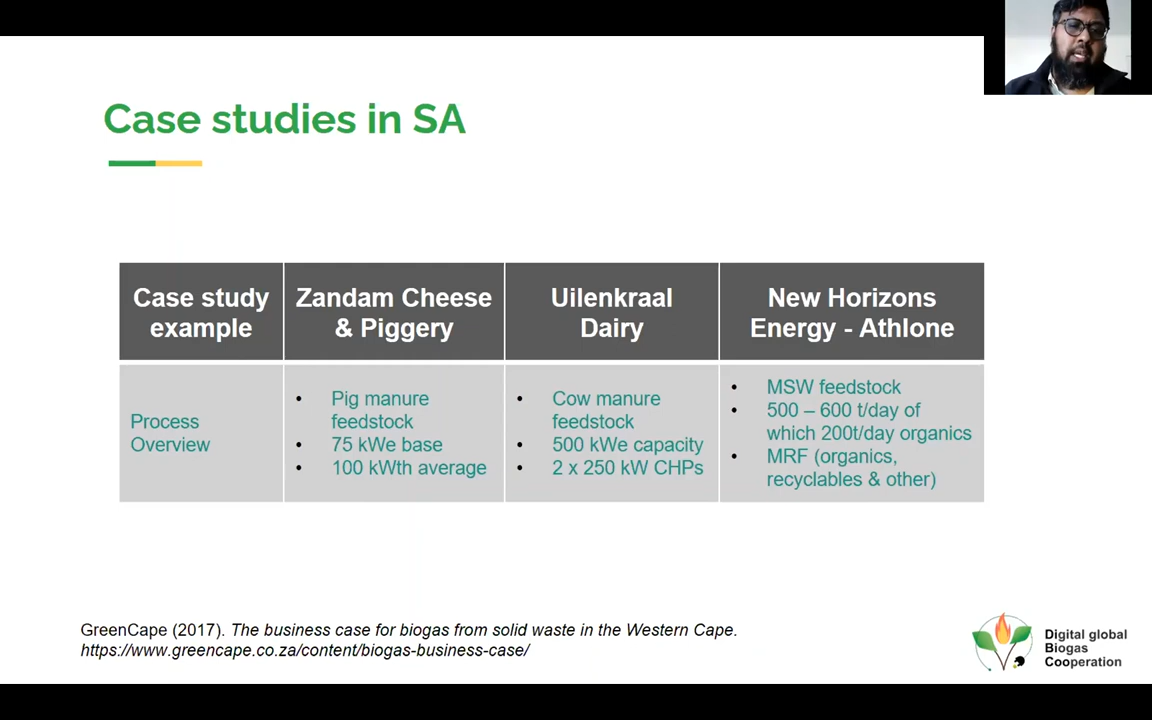 Case studies in SA
Case study
example
Zandam Cheese
& Piggery
Uilenkraal
Dairy
New Horizons
Energy - Athlone
Process
Overview
• Pig manure
feedstock
• 75 kWe base
• 100 kWth average
• Cow manure
feedstock
• 500 kWe capacity
• 2 x 250 kW CHPs
• MSW feedstock
• 500 – 600 t/day of
which 200t/day organics
• MRF (organics,
recyclables & other)
GreenCape (2017). The business case for biogas from solid waste in the Western Cape.
https://www.greencape.co.za/content/biogas-business-case/
Digital global
Biogas
Cooperation